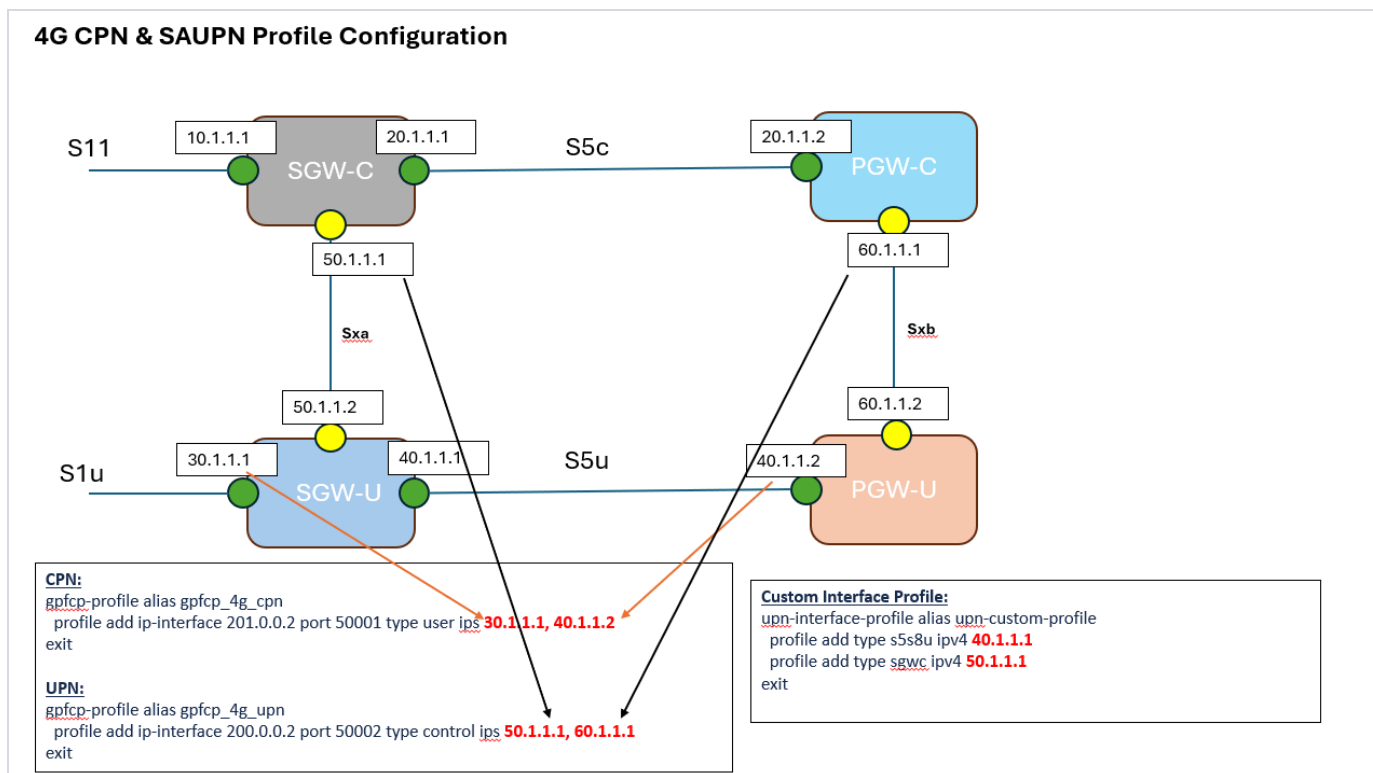 4G CPN & SAUPN Profile Configuration
S11
10.1.1.1
SGW-C
20.1.1.1
S5c
20.1.1.2
PGW-C
50.1.1.1
60.1.1.1
Sxa
Sxb
50.1.1.2
60.1.1.2
S1u
30.1.1.1
SGW-U
40.1.1.1
S5u
40.1.1.2
PGW-U
CPN:
gpfcp-profile alias gpfcp_4g_cpn
profile add ip-interface 201.0.0.2 port 50001 type user ips 30.1.1.1, 40.1.1.2
exit
UPN:
gpfcp-profile alias gpfcp_4g_upn
profile add ip-interface 200.0.0.2 port 50002 type control ips 50.1.1.1, 60.1.1.1
exit
Custom Interface Profile:
upn-interface-profile alias upn-custom-profile
profile add type s5s8u ipv4 40.1.1.1
profile add type sgwc ipv4 50.1.1.1
exit